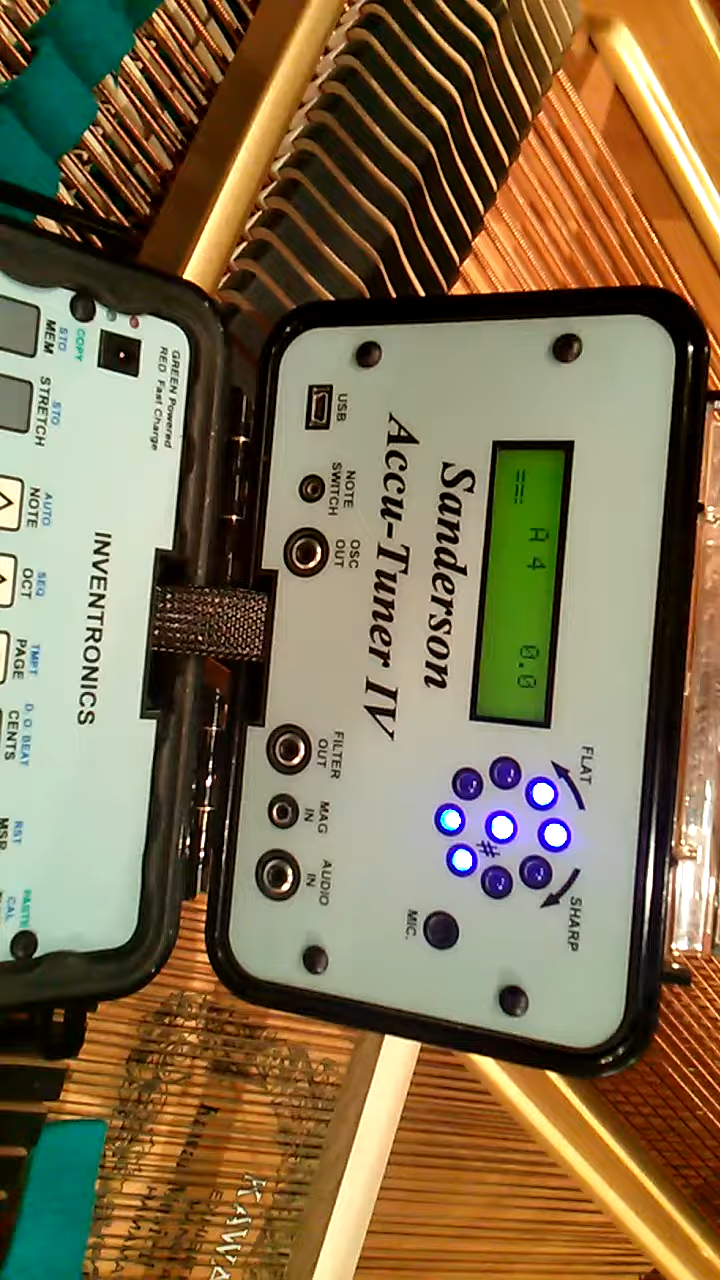 ==: A 4 0.0
FLAT
SHARP
#
MIC.
Sanderson
Accu-Tuner IV
USB
NOTE
SWITCH
OSC
OUT
FILTER
OUT
MAG
IN
AUDIO
IN
GREEN Powered
RED Fast Charge
COPY
STO
MEM
STO
STRETCH
AUTO
NOTE
SEQ
OCT
TMPT
PAGE
D.O. BEAT
CENTS
RST
MSR
PASTE
CAL
INVENTRONICS
KAWA